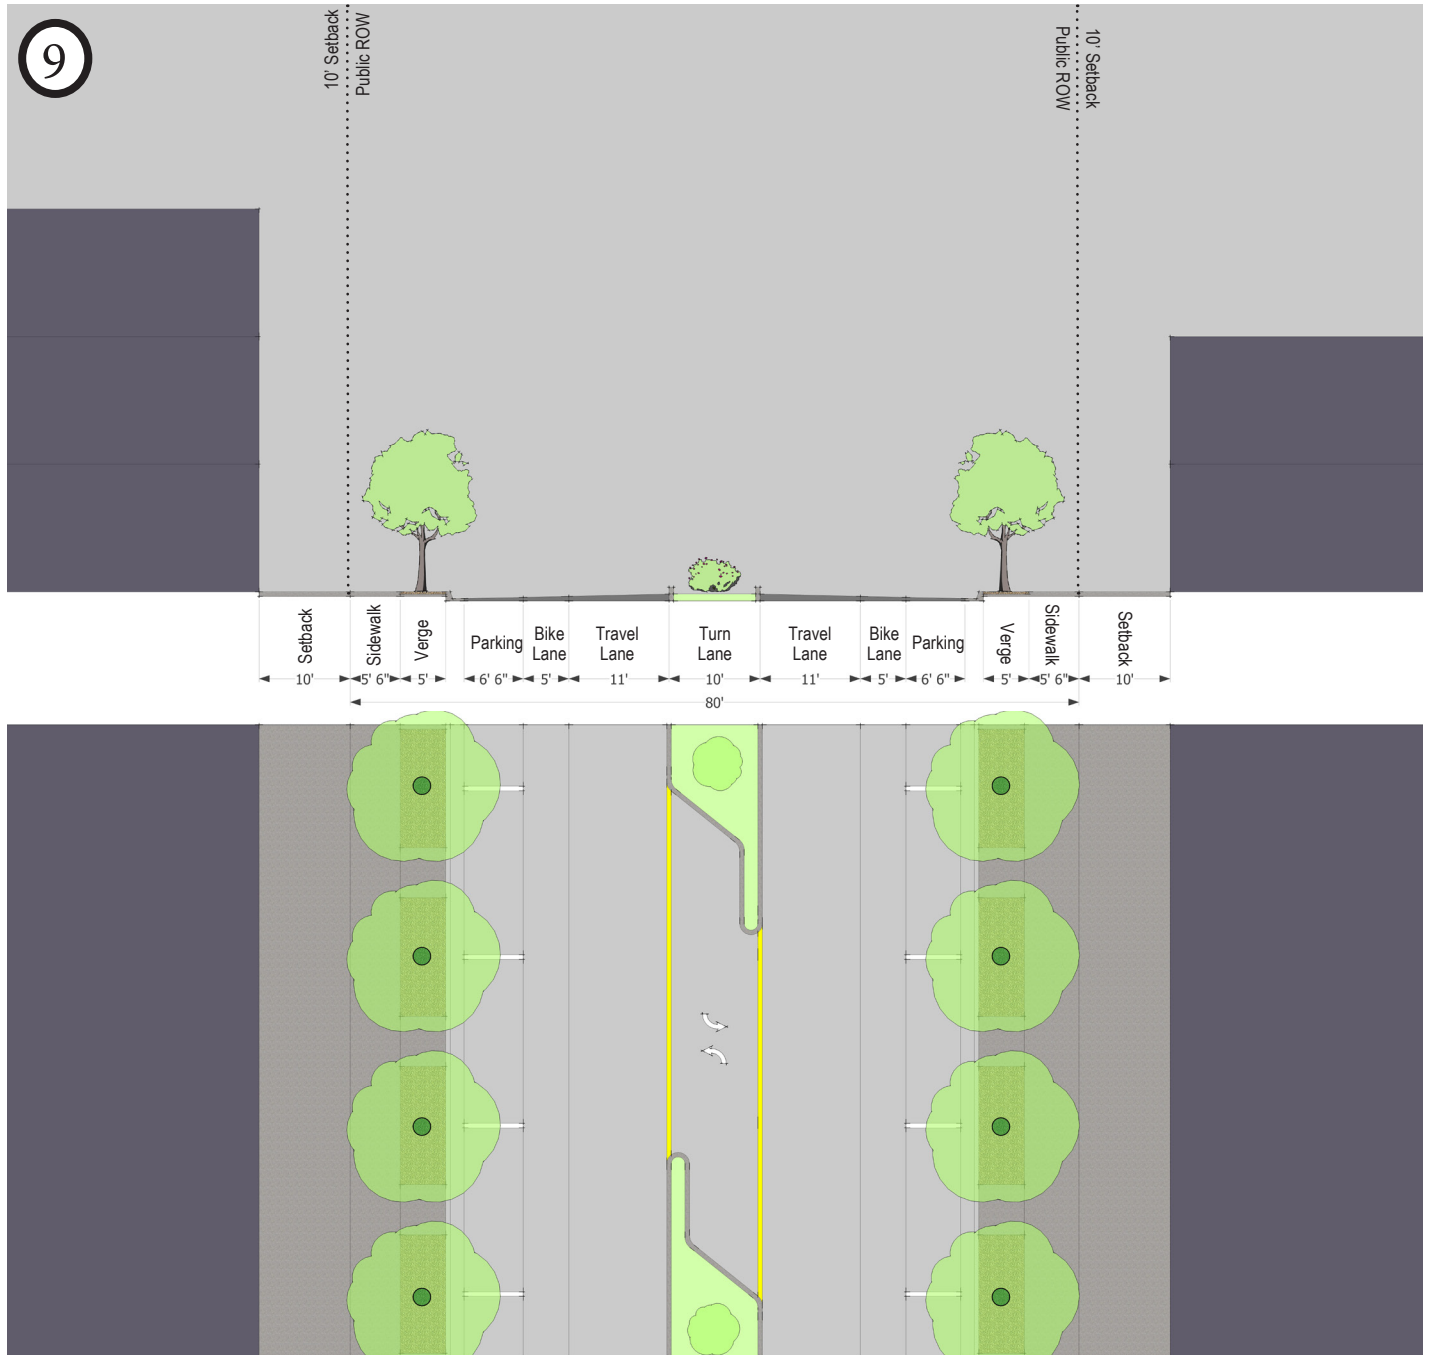 9
10' Setback
Public ROW
Public ROW
10' Setback
Setback
Sidewalk
Verge
Parking
Bike
Lane
Travel
Lane
Turn
Lane
Travel
Lane
Bike
Lane
Parking
Verge
Sidewalk
Setback
10'
5' 6"
5'
6' 6"
5'
11'
10'
11'
5'
6' 6"
5'
5' 6"
10'
80'